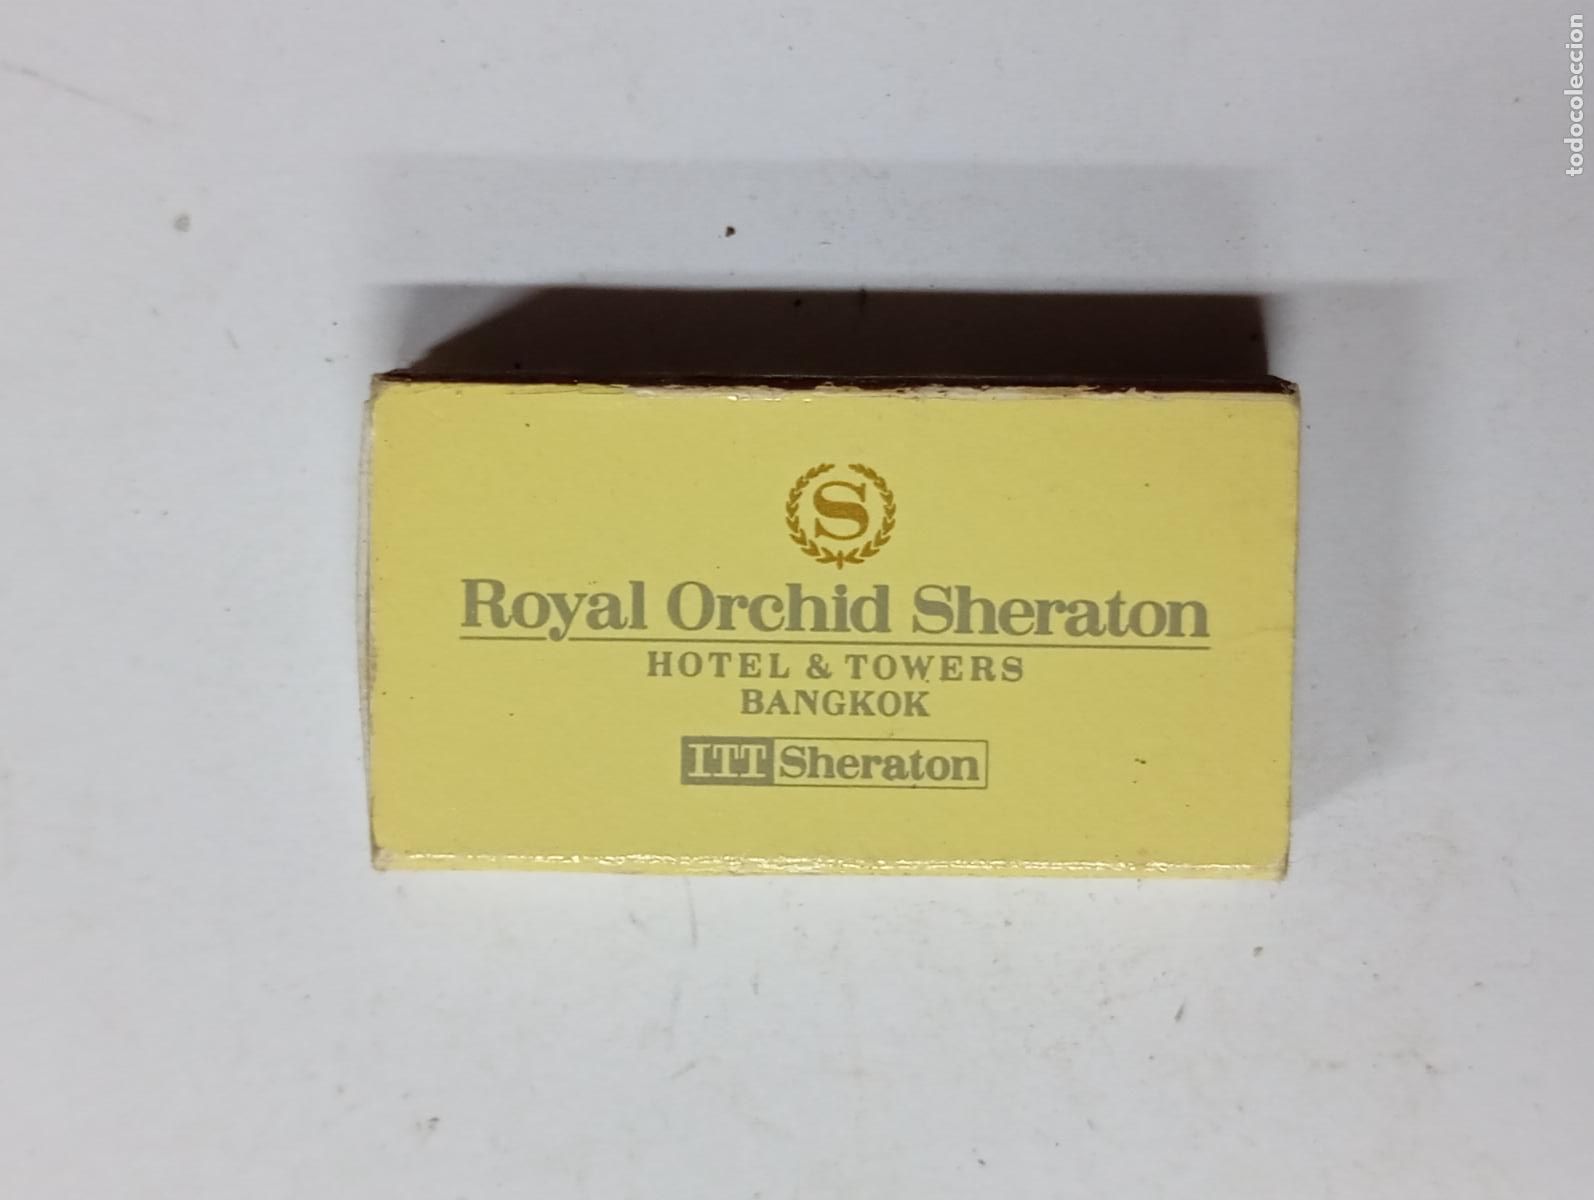 S
Royal Orchid Sheraton
HOTEL & TOWERS
BANGKOK
ITT Sheraton
todocoleccion